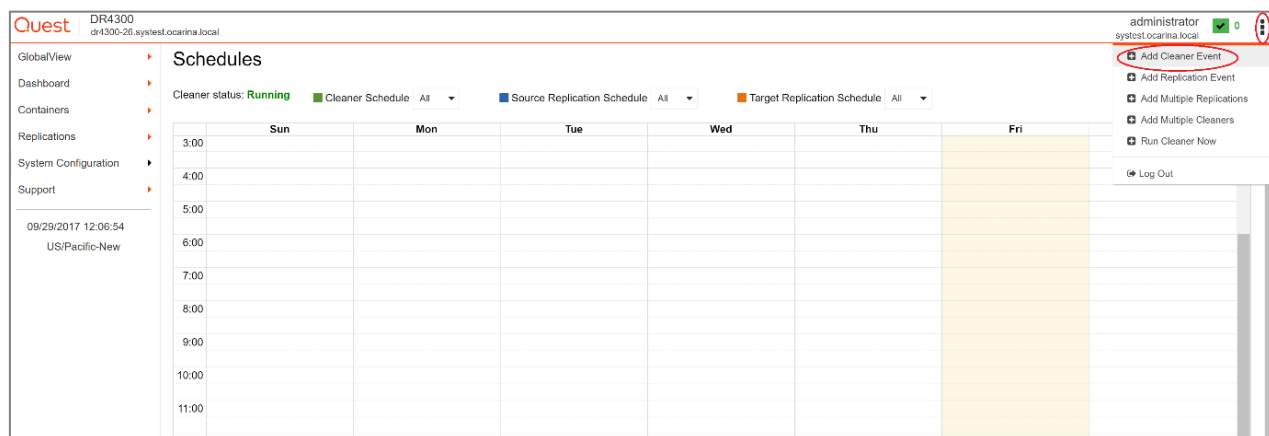 Quest DR4300
dr4300-26.systest.ocarina.local
administrator
systest.ocarina.local
0
GlobalView
Dashboard
Containers
Replications
System Configuration
Support
09/29/2017 12:06:54
US/Pacific-New
Schedules
Cleaner status: Running Cleaner Schedule All Source Replication Schedule All Target Replication Schedule All
Sun Mon Tue Wed Thu Fri
3:00
4:00
5:00
6:00
7:00
8:00
9:00
10:00
11:00
Add Cleaner Event
Add Replication Event
Add Multiple Replications
Add Multiple Cleaners
Run Cleaner Now
Log Out